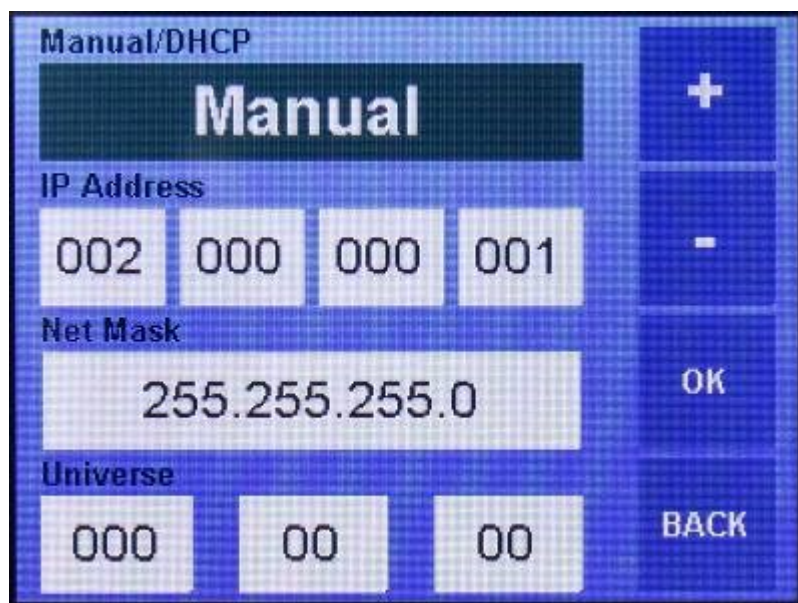 Manual/DHCP
Manual
+
IP Address
002 000 000 001
-
Net Mask
255.255.255.0
OK
Universe
000 00 00
BACK